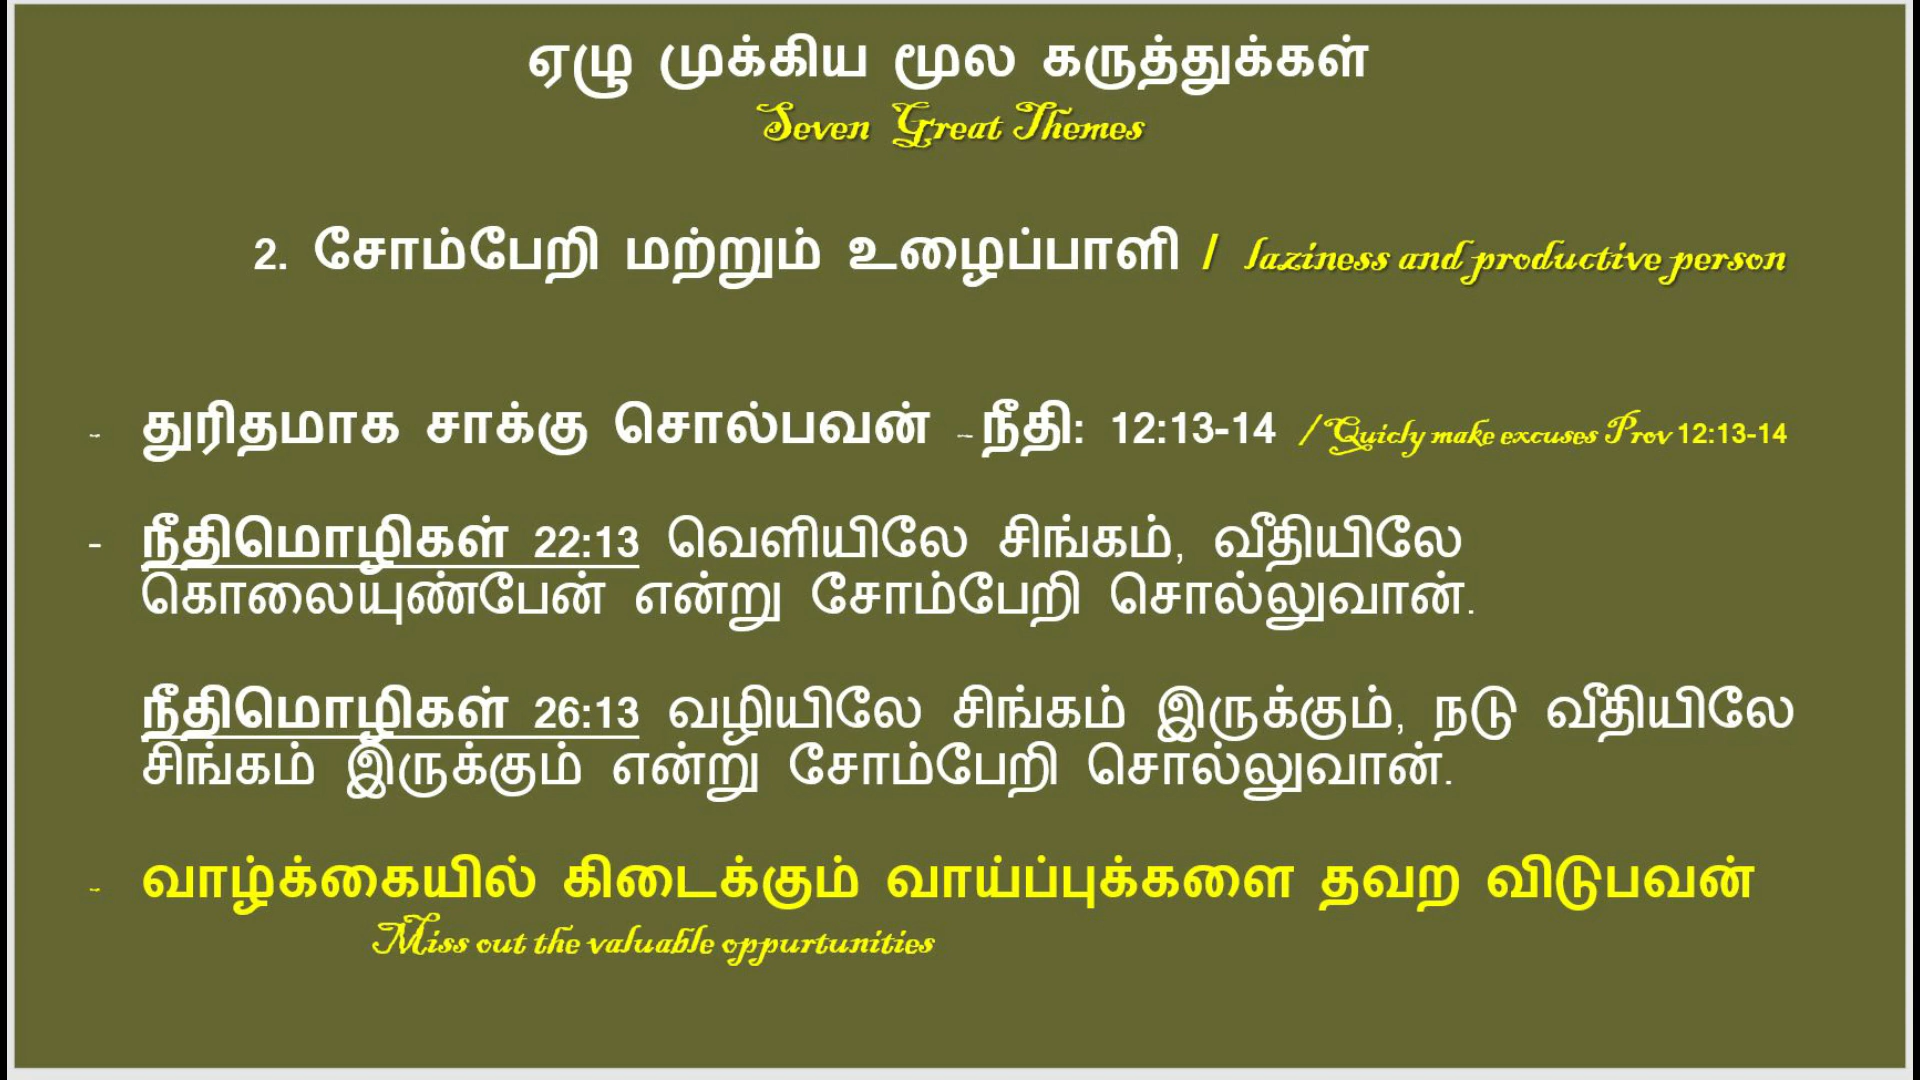 ஏழு முக்கிய மூல கருத்துக்கள்
Seven Great Themes
2. சோம்பேறி மற்றும் உழைப்பாளி / laziness and productive person
- துரிதமாக சாக்கு சொல்பவன் – நீதி: 12:13-14 / Quicly make excuses Prov 12:13-14
- நீதிமொழிகள் 22:13 வெளியிலே சிங்கம், வீதியிலே
கொலையுண்பேன் என்று சோம்பேறி சொல்லுவான்.
நீதிமொழிகள் 26:13 வழியிலே சிங்கம் இருக்கும், நடு வீதியிலே
சிங்கம் இருக்கும் என்று சோம்பேறி சொல்லுவான்.
- வாழ்க்கையில் கிடைக்கும் வாய்ப்புக்களை தவற விடுபவன்
Miss out the valuable oppurtunities